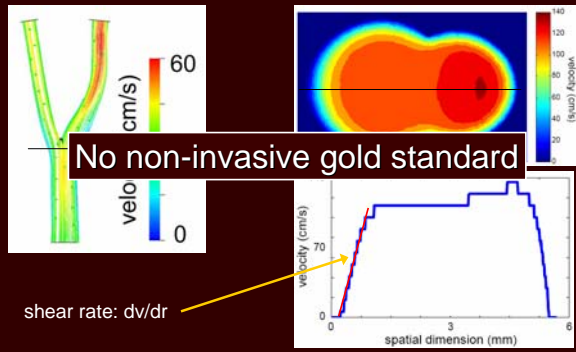 60
velocity (cm/s)
0
140
120
100
80
60
40
20
0
velocity (cm/s)
No non-invasive gold standard
velocity (cm/s)
70
0
0
3
6
spatial dimension (mm)
shear rate: dv/dr